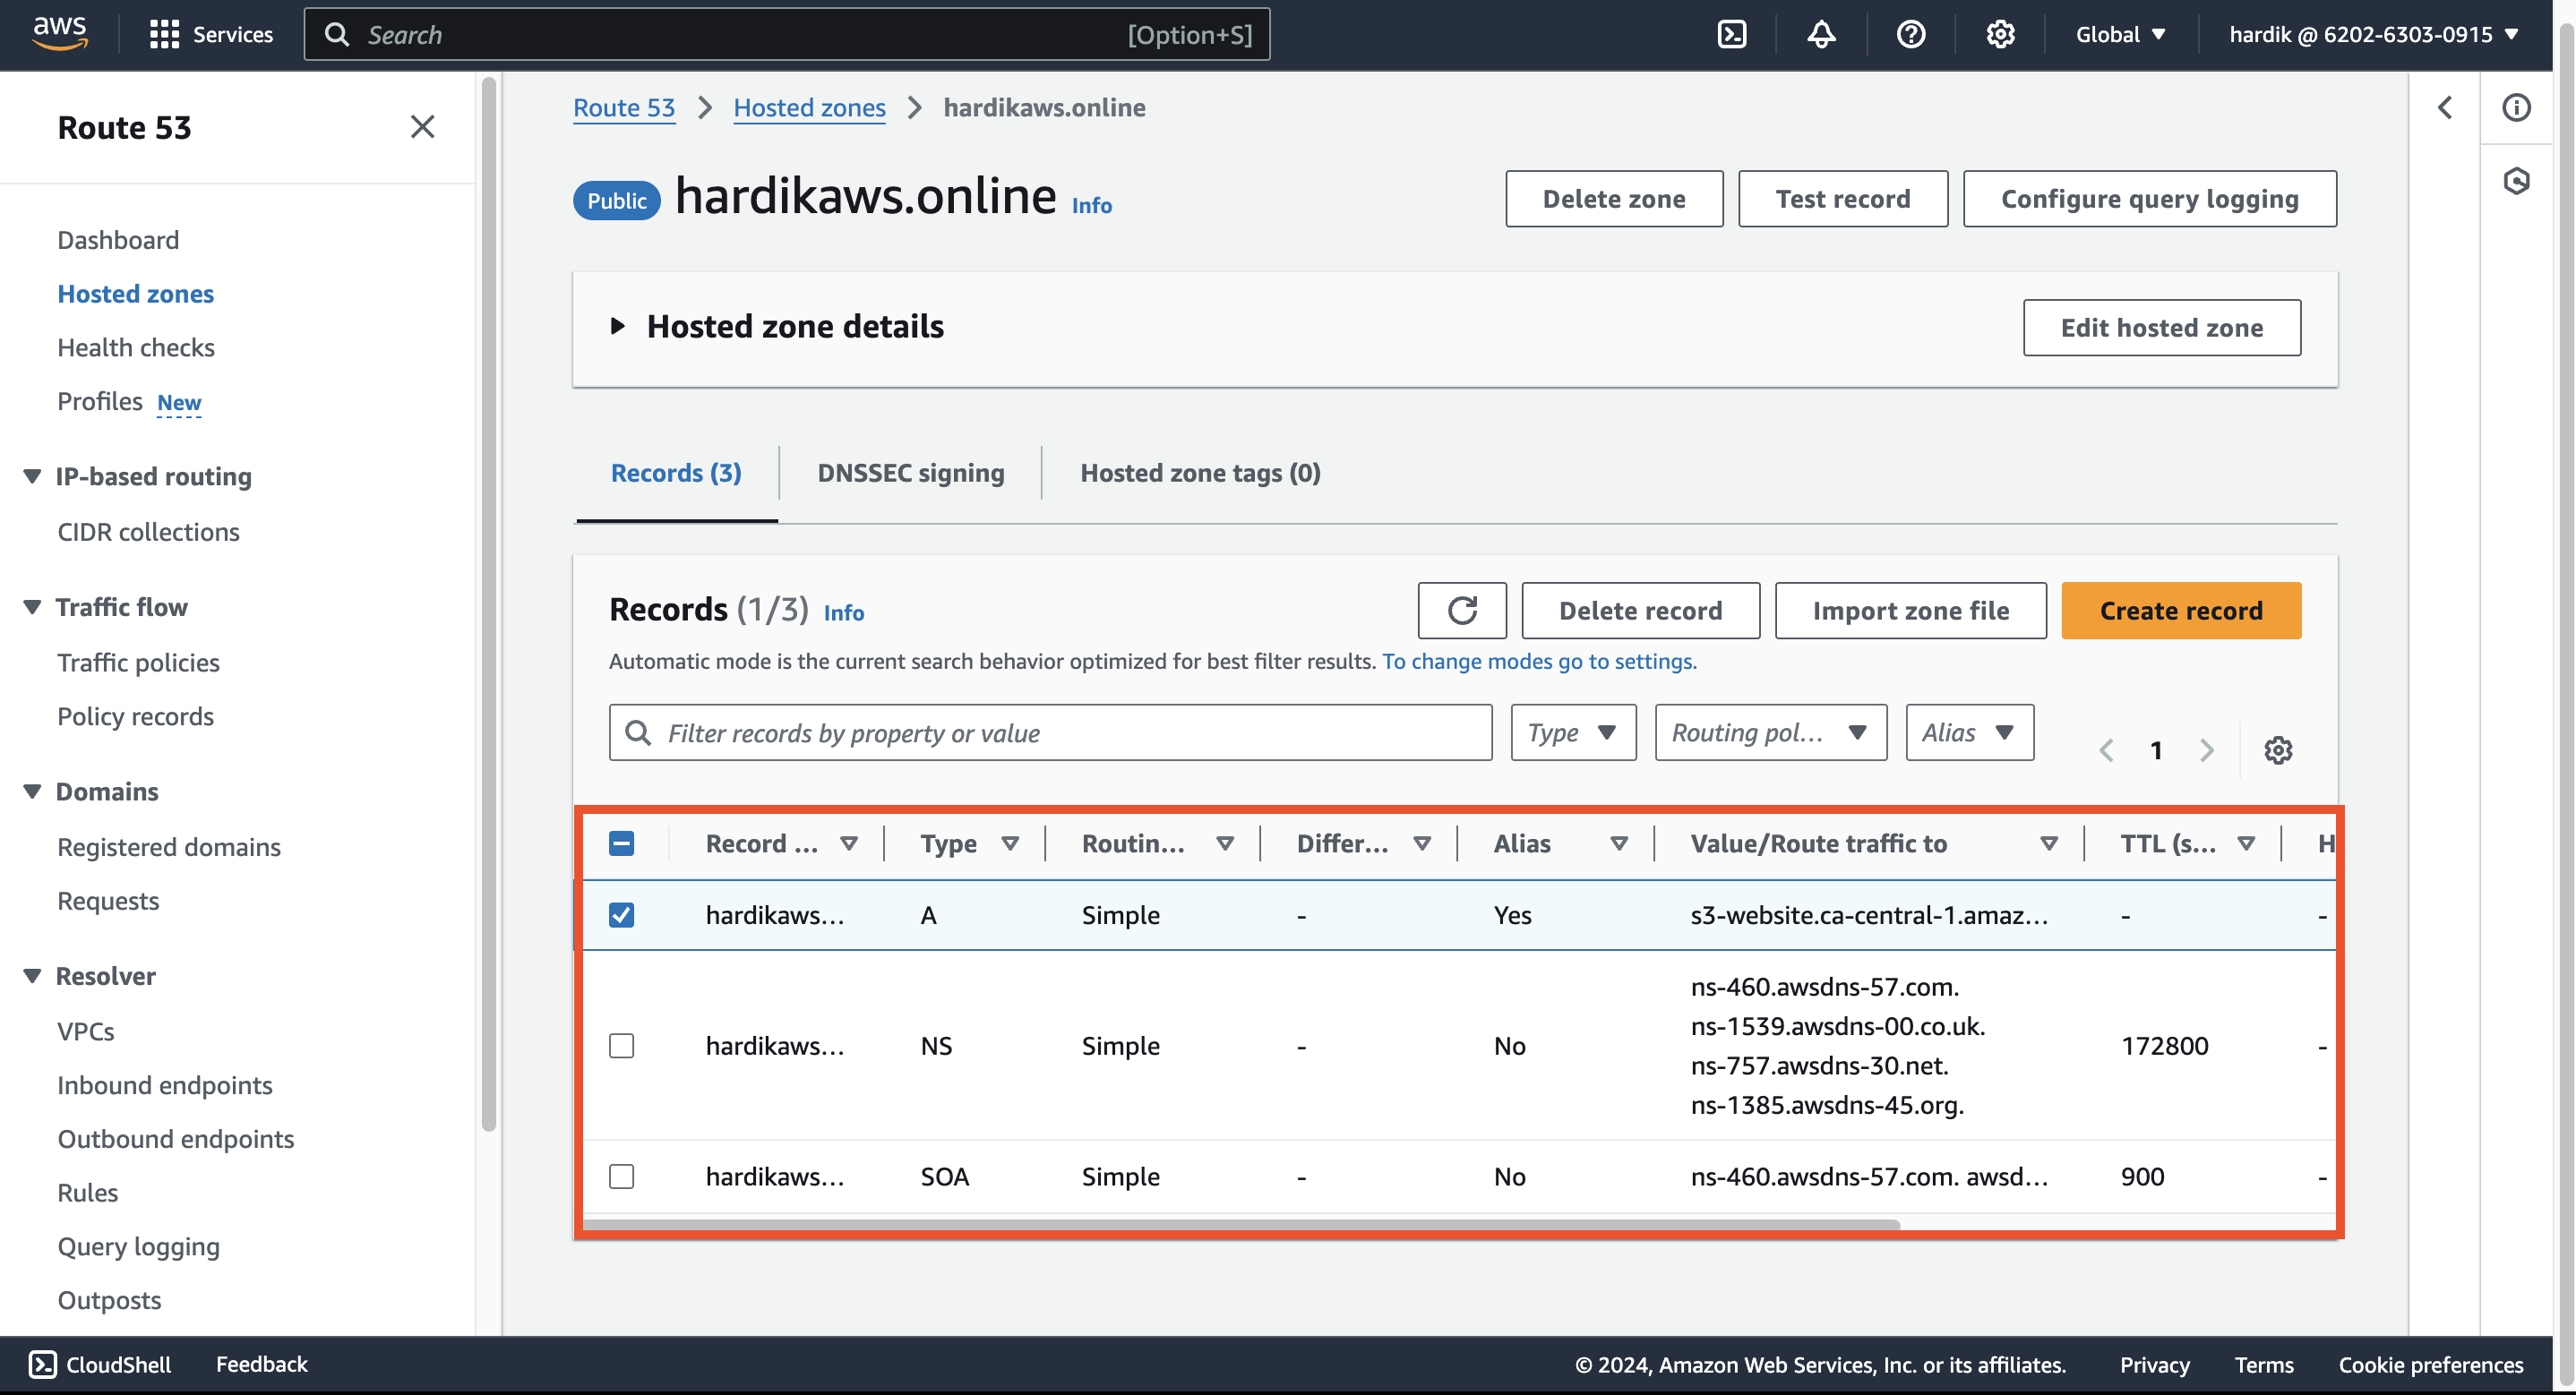 aws
Services
Search
[Option+S]
Global
hardik @ 6202-6303-0915
Route 53
Dashboard
Hosted zones
Health checks
Profiles New
IP-based routing
CIDR collections
Traffic flow
Traffic policies
Policy records
Domains
Registered domains
Requests
Resolver
VPCs
Inbound endpoints
Outbound endpoints
Rules
Query logging
Outposts
Route 53 > Hosted zones > hardikaws.online
Public hardikaws.online Info
Delete zone
Test record
Configure query logging
Hosted zone details
Edit hosted zone
Records (3)
DNSSEC signing
Hosted zone tags (0)
Records (1/3) Info
Delete record
Import zone file
Create record
Automatic mode is the current search behavior optimized for best filter results. To change modes go to settings.
Filter records by property or value
Type
Routing pol...
Alias
1
Record ... Type Routin... Differ... Alias Value/Route traffic to TTL (s... H
hardikaws... A Simple - Yes s3-website.ca-central-1.amaz... - -
hardikaws... NS Simple - No ns-460.awsdns-57.com. 172800 -
ns-1539.awsdns-00.co.uk.
ns-757.awsdns-30.net.
ns-1385.awsdns-45.org.
hardikaws... SOA Simple - No ns-460.awsdns-57.com. awsd... 900 -
CloudShell
Feedback
© 2024, Amazon Web Services, Inc. or its affiliates.
Privacy
Terms
Cookie preferences